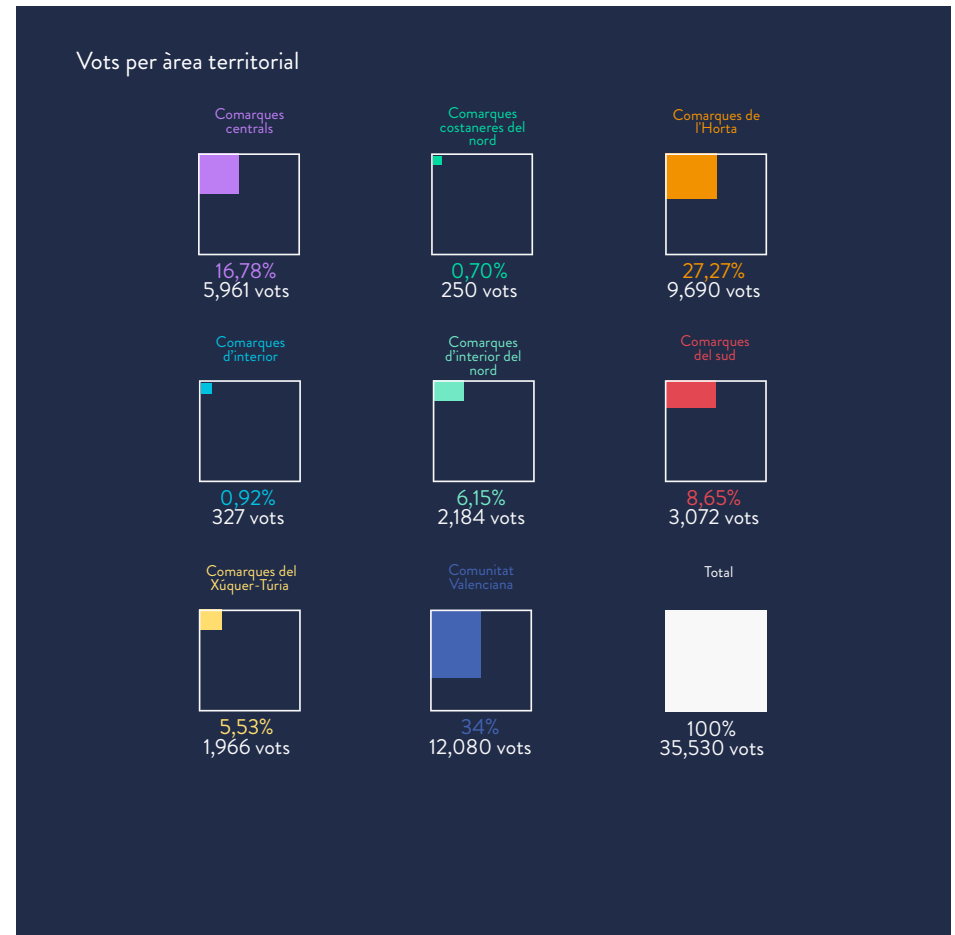 Vots per àrea territorial
Comarques
centrals
16,78%
5,961 vots
Comarques
costaneres del
nord
0,70%
250 vots
Comarques de
l'Horta
27,27%
9,690 vots
Comarques
d'interior
0,92%
327 vots
Comarques
d'interior del
nord
6,15%
2,184 vots
Comarques
del sud
8,65%
3,072 vots
Comarques del
Xúquer-Túria
5,53%
1,966 vots
Comunitat
Valenciana
34%
12,080 vots
Total
100%
35,530 vots